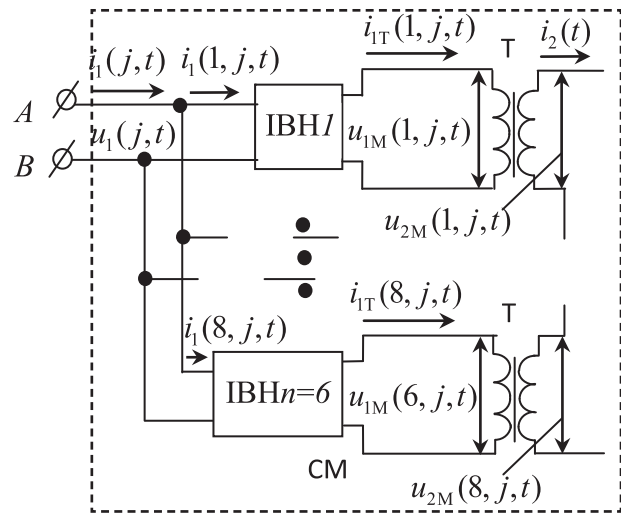 i₁(j,t) i₁(1, j,t) i₁T(1, j,t) T i₂(t)
A
u₁(j,t) IBH1 u₁M(1, j,t)
B
u₂M(1, j,t)
i₁T(8, j,t) T
i₁(8, j,t)
IBHn=6 u₁M(6, j,t)
CM
u₂M(8, j,t)